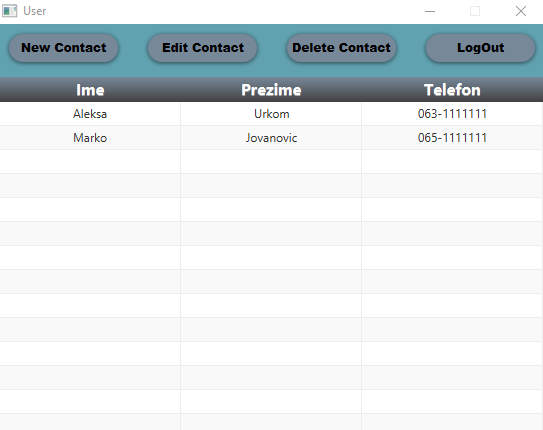 User
New Contact Edit Contact Delete Contact LogOut
Ime Prezime Telefon
Aleksa Urkom 063-1111111
Marko Jovanovic 065-1111111